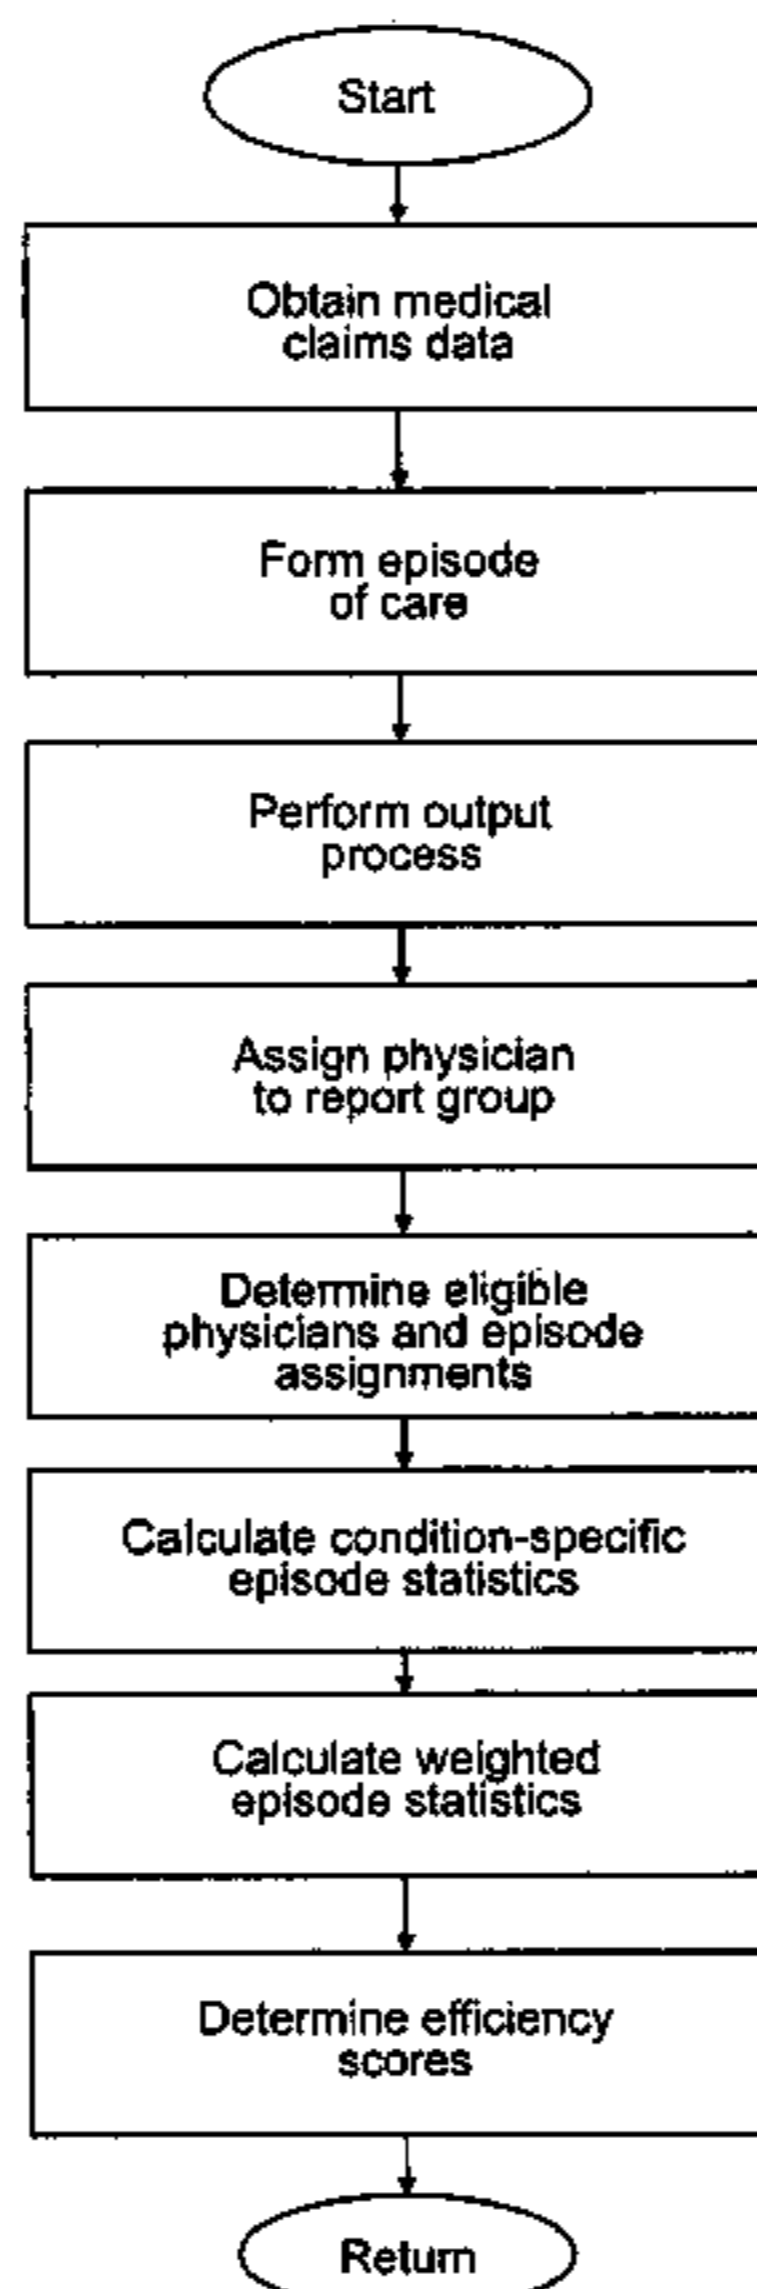 Start
Obtain medical
claims data
Form episode
of care
Perform output
process
Assign physician
to report group
Determine eligible
physicians and episode
assignments
Calculate condition-specific
episode statistics
Calculate weighted
episode statistics
Determine efficiency
scores
Return